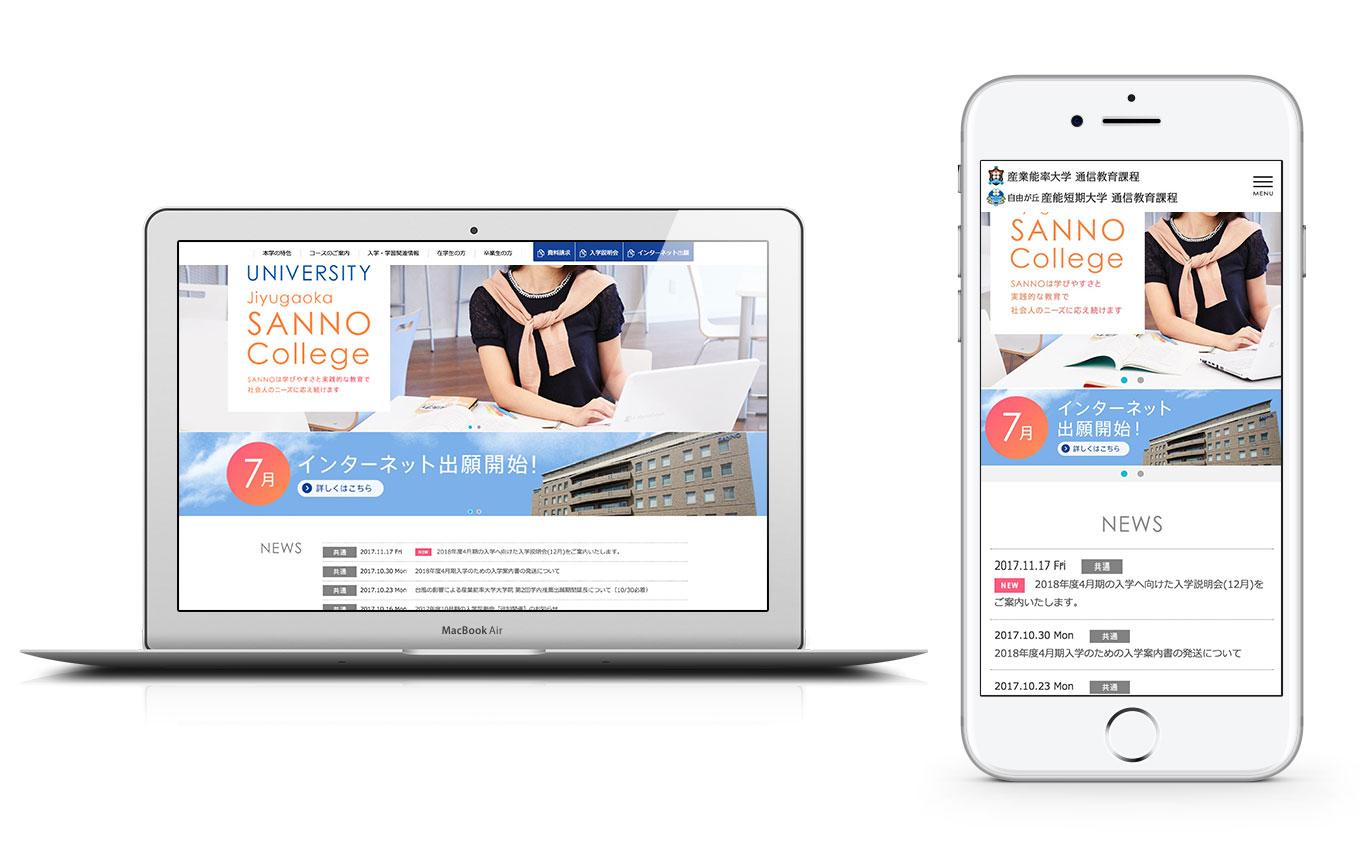 本学の特色 コースのご案内 入学・学習関連情報 在学生の方 卒業生の方 資料請求 入学説明会 インターネット出願
UNIVERSITY
Jiyugaoka
SANNO
College
SANNOは学びやすさと実践的な教育で
社会人のニーズに応え続けます
7月
インターネット出願開始!
詳しくはこちら
SANNO
NEWS
共通 2017.11.17 Fri NEW 2018年度4月期の入学へ向けた入学説明会(12月)をご案内いたします。
共通 2017.10.30 Mon 2018年度4月期入学のための入学案内書の発送について
共通 2017.10.23 Mon 台風の影響による産業能率大学大学院 第2回学内推薦出願期間延長について(10/30必着)
共通 2017.10.16 Mon
MacBook Air
産業能率大学 通信教育課程
自由が丘 産能短期大学 通信教育課程
MENU
SANNO
College
SANNOは学びやすさと
実践的な教育で
社会人のニーズに応え続けます
7月
インターネット
出願開始!
詳しくはこちら
NEWS
2017.11.17 Fri 共通
NEW 2018年度4月期の入学へ向けた入学説明会(12月)を
ご案内いたします。
2017.10.30 Mon 共通
2018年度4月期入学のための入学案内書の発送について
2017.10.23 Mon 共通